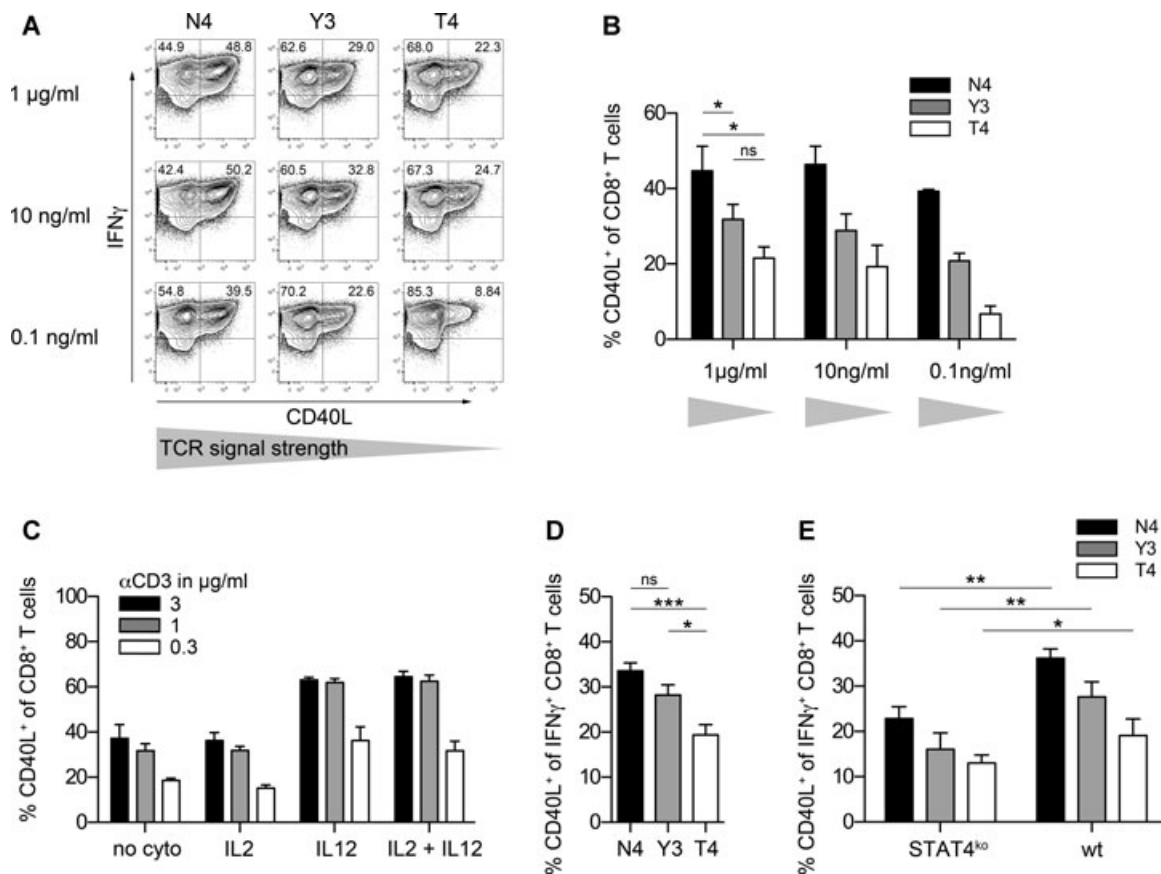 A
N4 Y3 T4
1 µg/ml
44.9 48.8 62.6 29.0 68.0 22.3
10 ng/ml
42.4 50.2 60.5 32.8 67.3 24.7
0.1 ng/ml
54.8 39.5 70.2 22.6 85.3 8.84
IFNγ
CD40L
TCR signal strength
B
N4
Y3
T4
% CD40L⁺ of CD8⁺ T cells
60
40
20
0
*
*
ns
1µg/ml 10ng/ml 0.1ng/ml
C
αCD3 in µg/ml
3
1
0.3
% CD40L⁺ of CD8⁺ T cells
100
80
60
40
20
0
no cyto IL2 IL12 IL2 + IL12
D
% CD40L⁺ of IFNγ⁺ CD8⁺ T cells
50
40
30
20
10
0
ns
***
*
N4 Y3 T4
E
N4
Y3
T4
% CD40L⁺ of IFNγ⁺ CD8⁺ T cells
50
40
30
20
10
0
**
**
*
STAT4ᵏᵒ wt